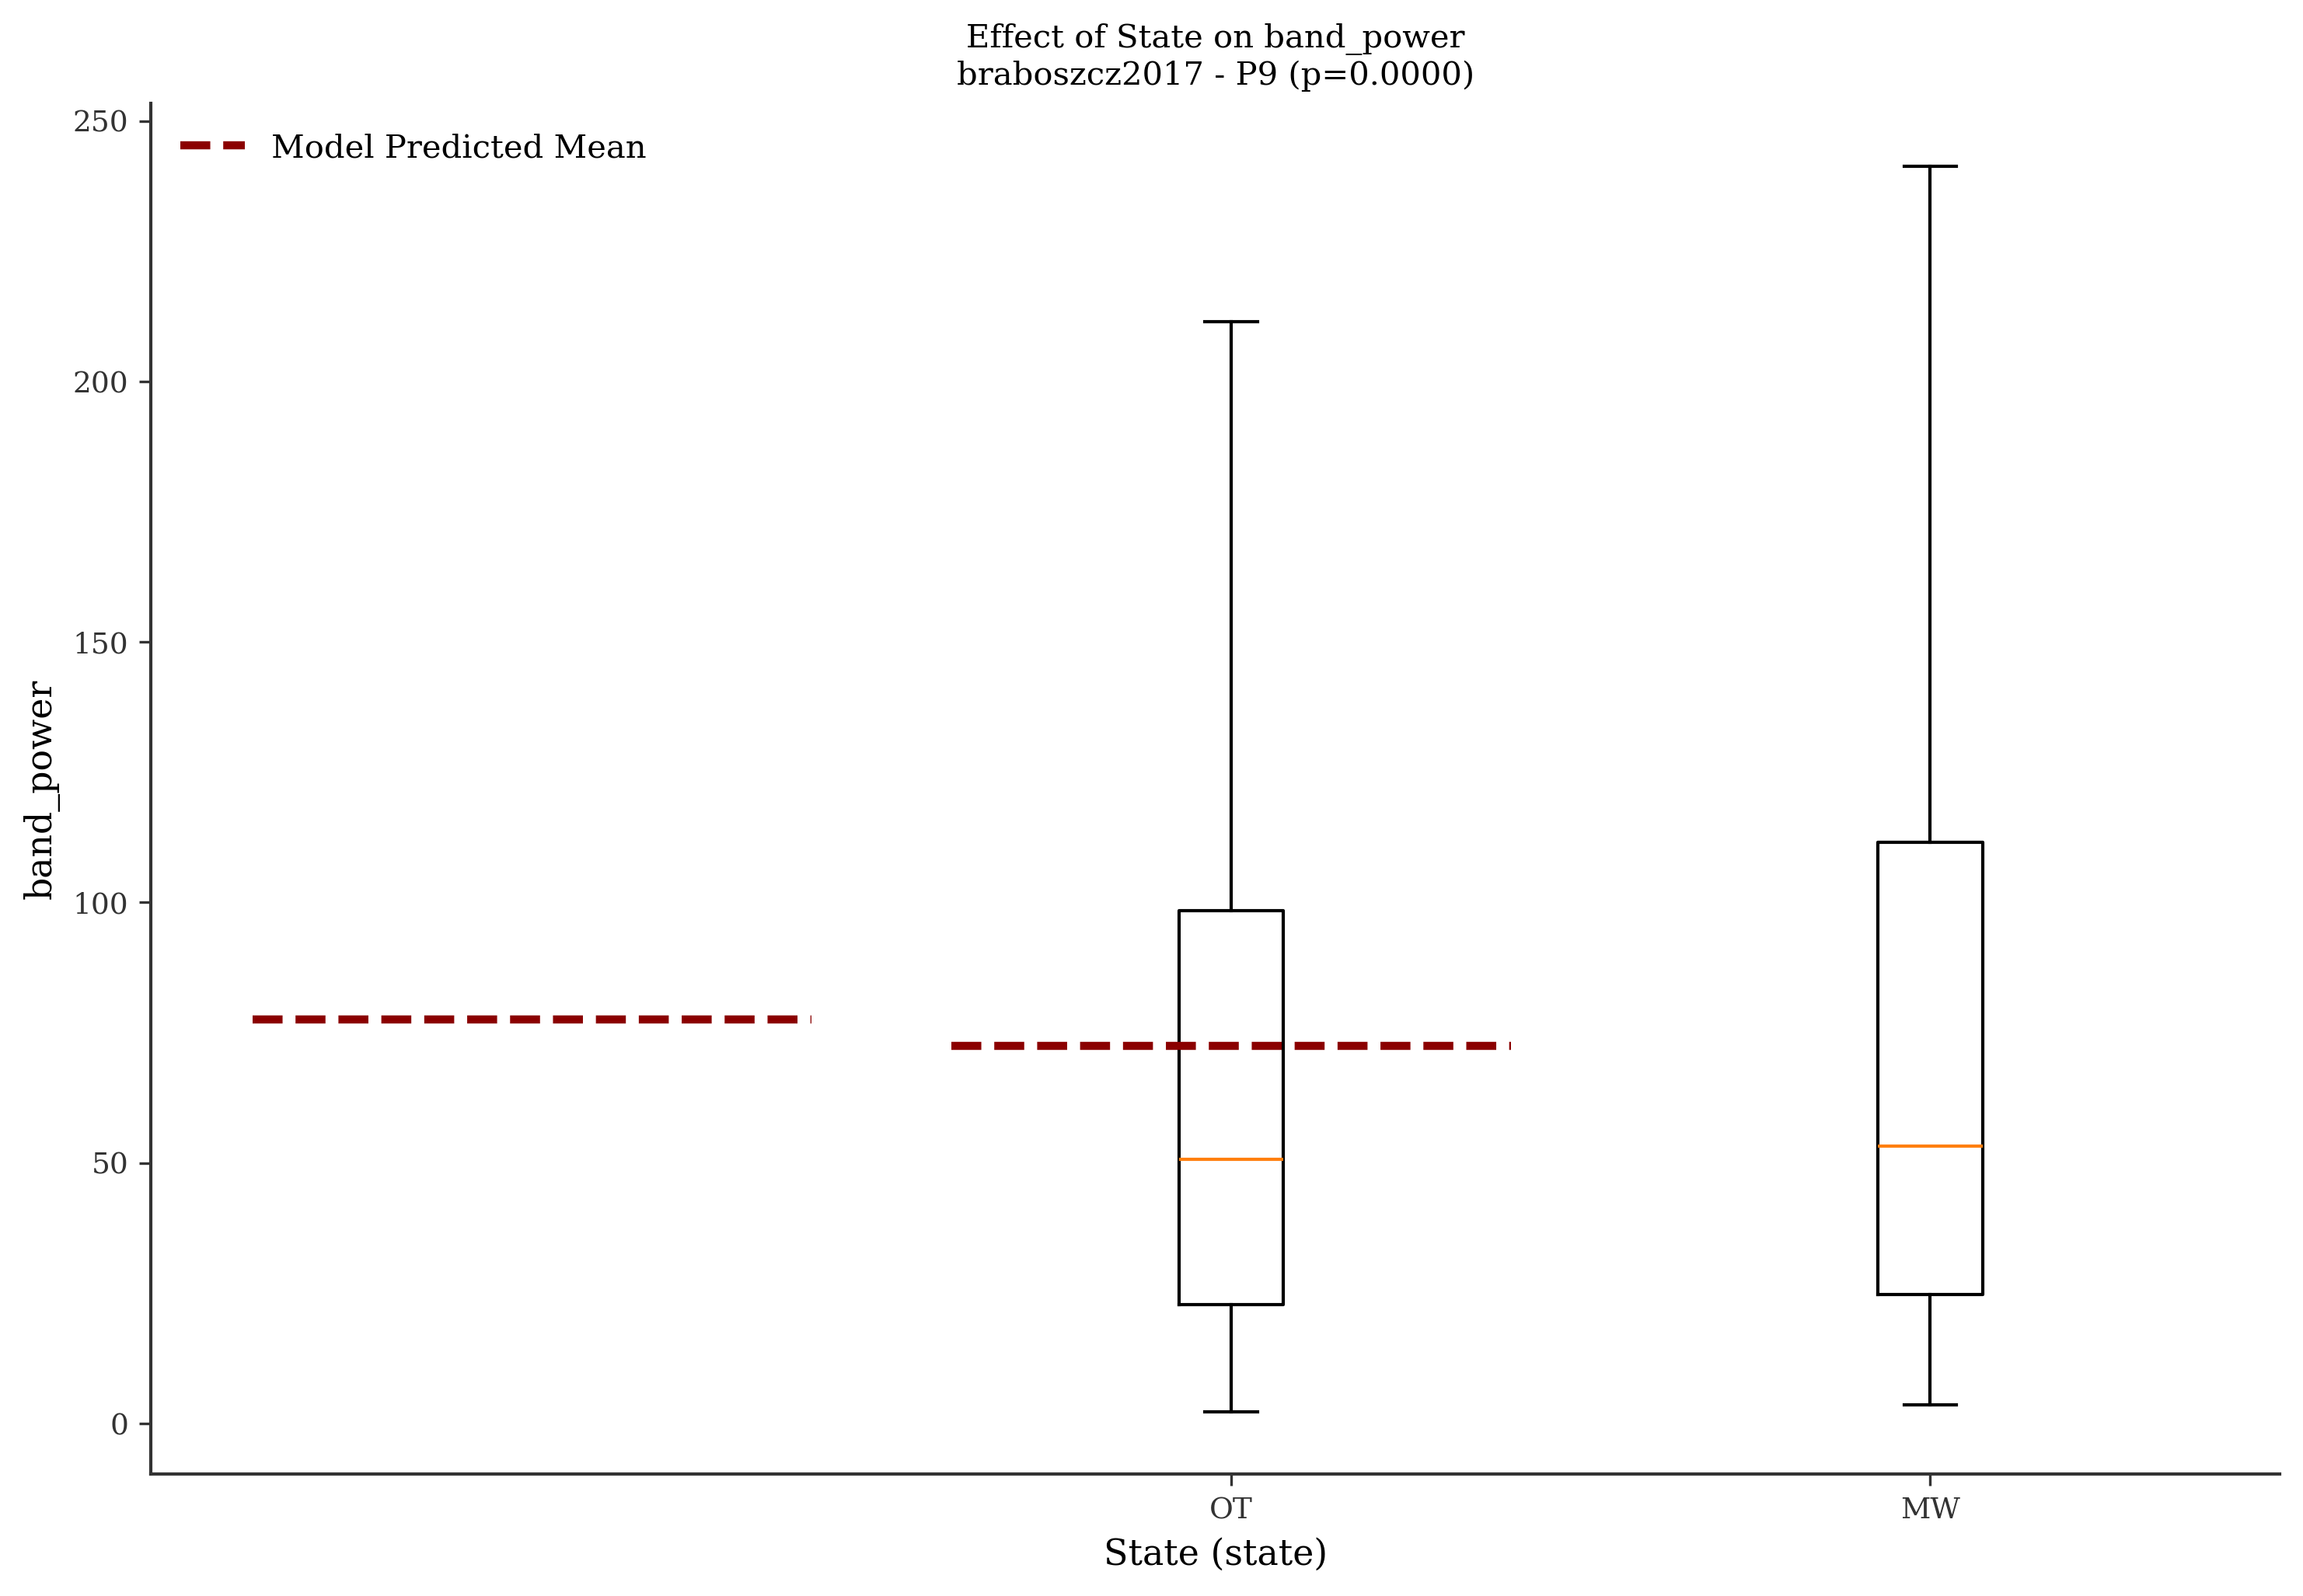 Effect of State on band_power
braboszcz2017 - P9 (p=0.0000)
Model Predicted Mean
250
200
150
100
50
0
band_power
OT
MW
State (state)